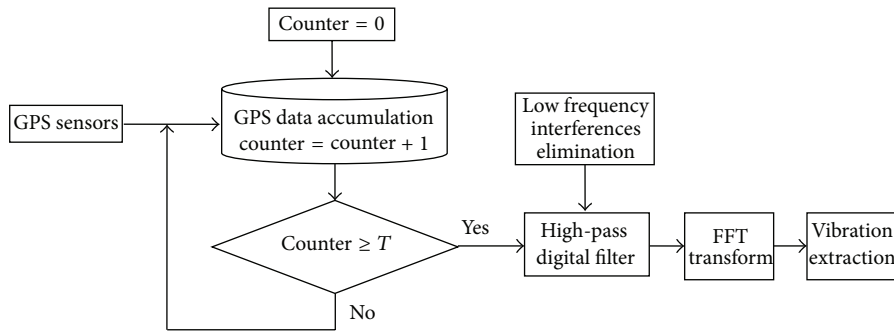 Counter = 0
GPS sensors
GPS data accumulation
counter = counter + 1
Low frequency
interferences
elimination
Counter ≥ T
Yes
No
High-pass
digital filter
FFT
transform
Vibration
extraction